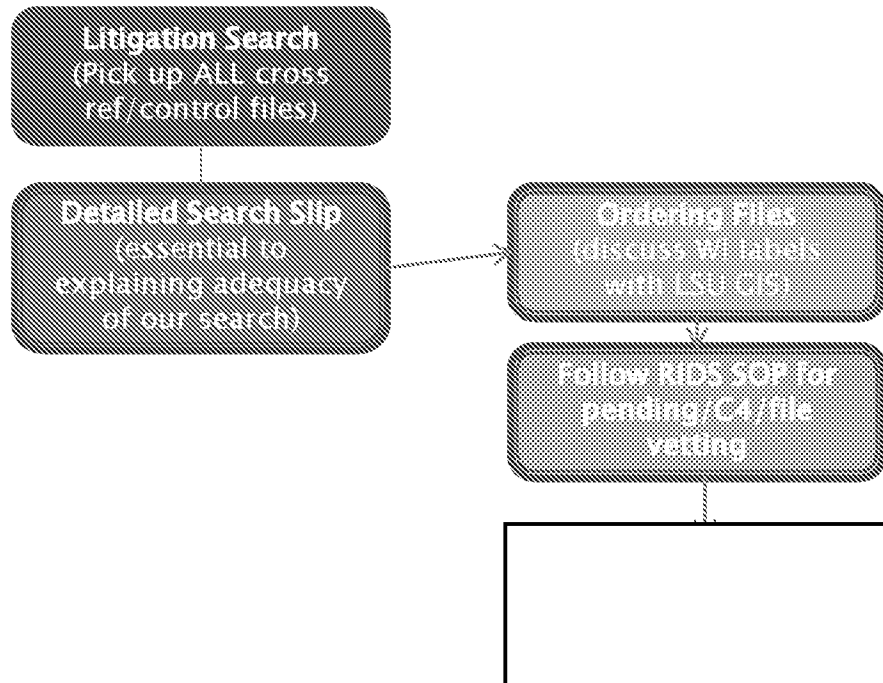 Litigation Search
(Pick up ALL cross
ref/control files)
Detailed Search Slip
(essential to
explaining adequacy
of our search)
Ordering Files
(discuss WI labels
with LSU GIS)
Follow RIDS SOP for
pending/C4/file
vetting